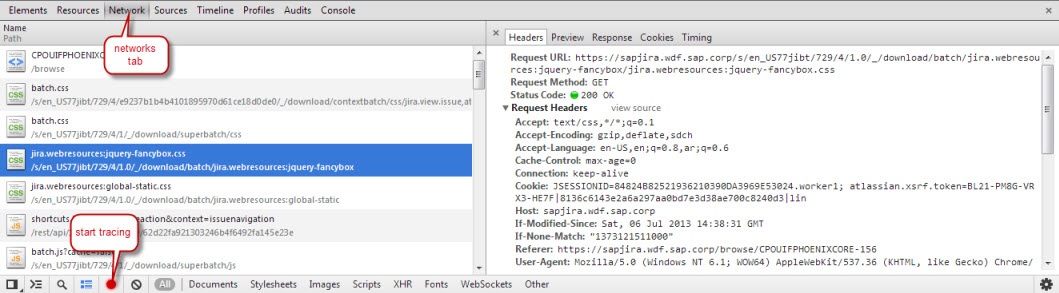 Elements Resources Network Sources Timeline Profiles Audits Console
Name
Path
networks
tab
CPOUIFPHOENIXCO
/browse
batch.css
/s/en_US77jibt/729/4/e9237b1b4b4101895970d61ce18d0de0/_/download/contextbatch/css/jira.view.issue,at
batch.css
/s/en_US77jibt/729/4/1/_/download/superbatch/css
jira.webresources:jquery-fancybox.css
/s/en_US77jibt/729/4/1.0/_/download/batch/jira.webresources:jquery-fancybox
jira.webresources:global-static.css
/s/en_US77jibt/729/4/1.0/_/download/batch/jira.webresources:global-static
shortcuts
action&context=issuenavigation
/rest/api/
62d22fa921303246b4f6492fa145e23e
start tracing
batch.js?cache=false
/s/en_US77jibt/729/4/1/_/download/superbatch/js
CSS
CSS
CSS
CSS
JS
JS
Headers Preview Response Cookies Timing
Request URL: https://sapjira.wdf.sap.corp/s/en_US77jibt/729/4/1.0/_/download/batch/jira.webreso
urces:jquery-fancybox/jira.webresources:jquery-fancybox.css
Request Method: GET
Status Code: 200 OK
Request Headers view source
Accept: text/css,*/*;q=0.1
Accept-Encoding: gzip,deflate,sdch
Accept-Language: en-US,en;q=0.8,ar;q=0.6
Cache-Control: max-age=0
Connection: keep-alive
Cookie: JSESSIONID=84824B82521936210390DA3969E53024.worker1; atlassian.xsrf.token=BL21-PM8G-VR
X3-HE7F|8136c6143e2a6a297aa0bd7e3d38ae700c8240d3|lin
Host: sapjira.wdf.sap.corp
If-Modified-Since: Sat, 06 Jul 2013 14:38:31 GMT
If-None-Match: "1373121511000"
Referer: https://sapjira.wdf.sap.corp/browse/CPOUIFPHOENIXCORE-156
User-Agent: Mozilla/5.0 (Windows NT 6.1; WOW64) AppleWebKit/537.36 (KHTML, like Gecko) Chrome/
All Documents Stylesheets Images Scripts XHR Fonts WebSockets Other